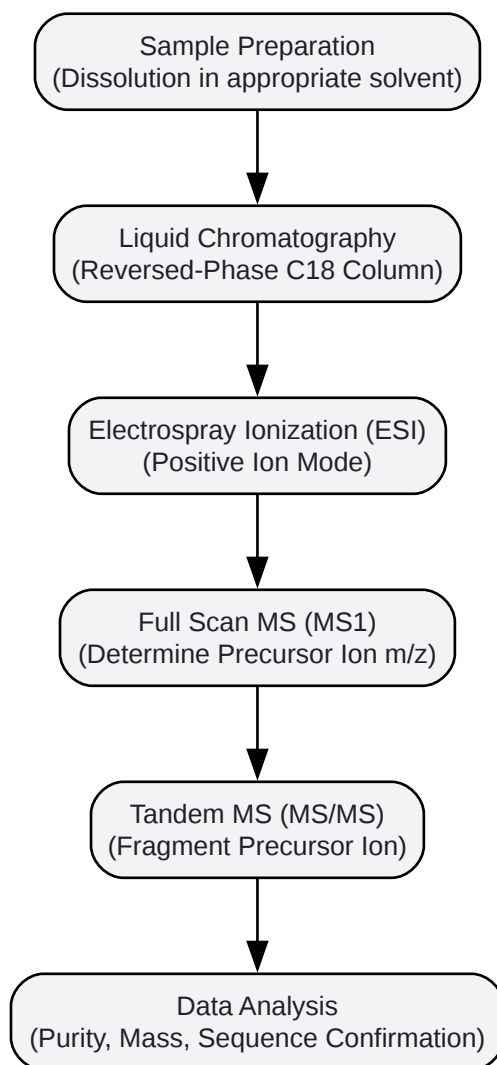 Sample Preparation
(Dissolution in appropriate solvent)
Liquid Chromatography
(Reversed-Phase C18 Column)
Electrospray Ionization (ESI)
(Positive Ion Mode)
Full Scan MS (MS1)
(Determine Precursor Ion m/z)
Tandem MS (MS/MS)
(Fragment Precursor Ion)
Data Analysis
(Purity, Mass, Sequence Confirmation)